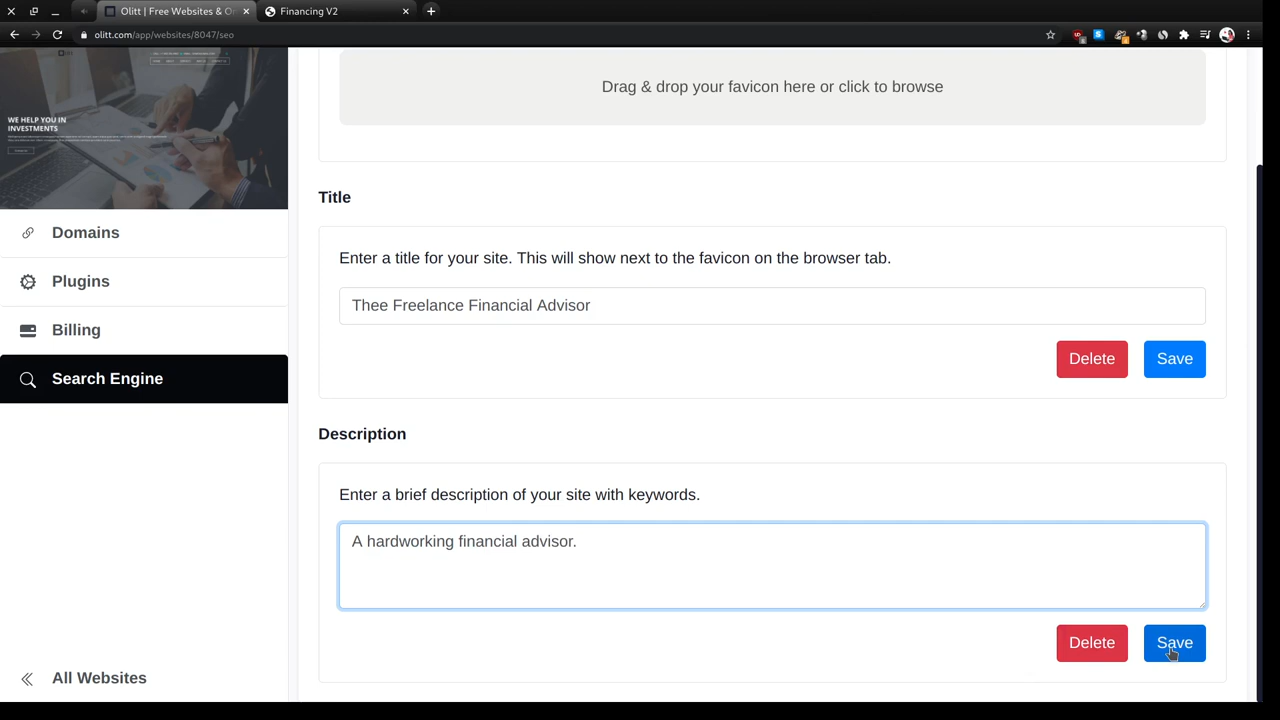 Olitt | Free Websites & O
Financing V2
olitt.com/app/websites/8047/seo
WE HELP YOU IN
INVESTMENTS
Domains
Plugins
Billing
Search Engine
All Websites
Drag & drop your favicon here or click to browse
Title
Enter a title for your site. This will show next to the favicon on the browser tab.
Thee Freelance Financial Advisor
Delete
Save
Description
Enter a brief description of your site with keywords.
A hardworking financial advisor.
Delete
Save